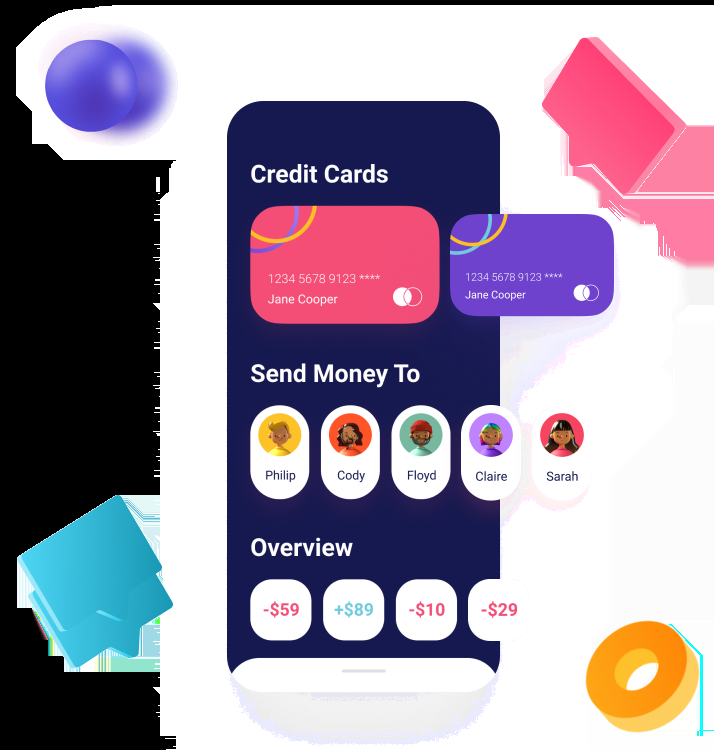 Credit Cards
1234 5678 9123 ****
Jane Cooper
1234 5678 9123 ****
Jane Cooper
Send Money To
Philip
Cody
Floyd
Claire
Sarah
Overview
-$59
+$89
-$10
-$29